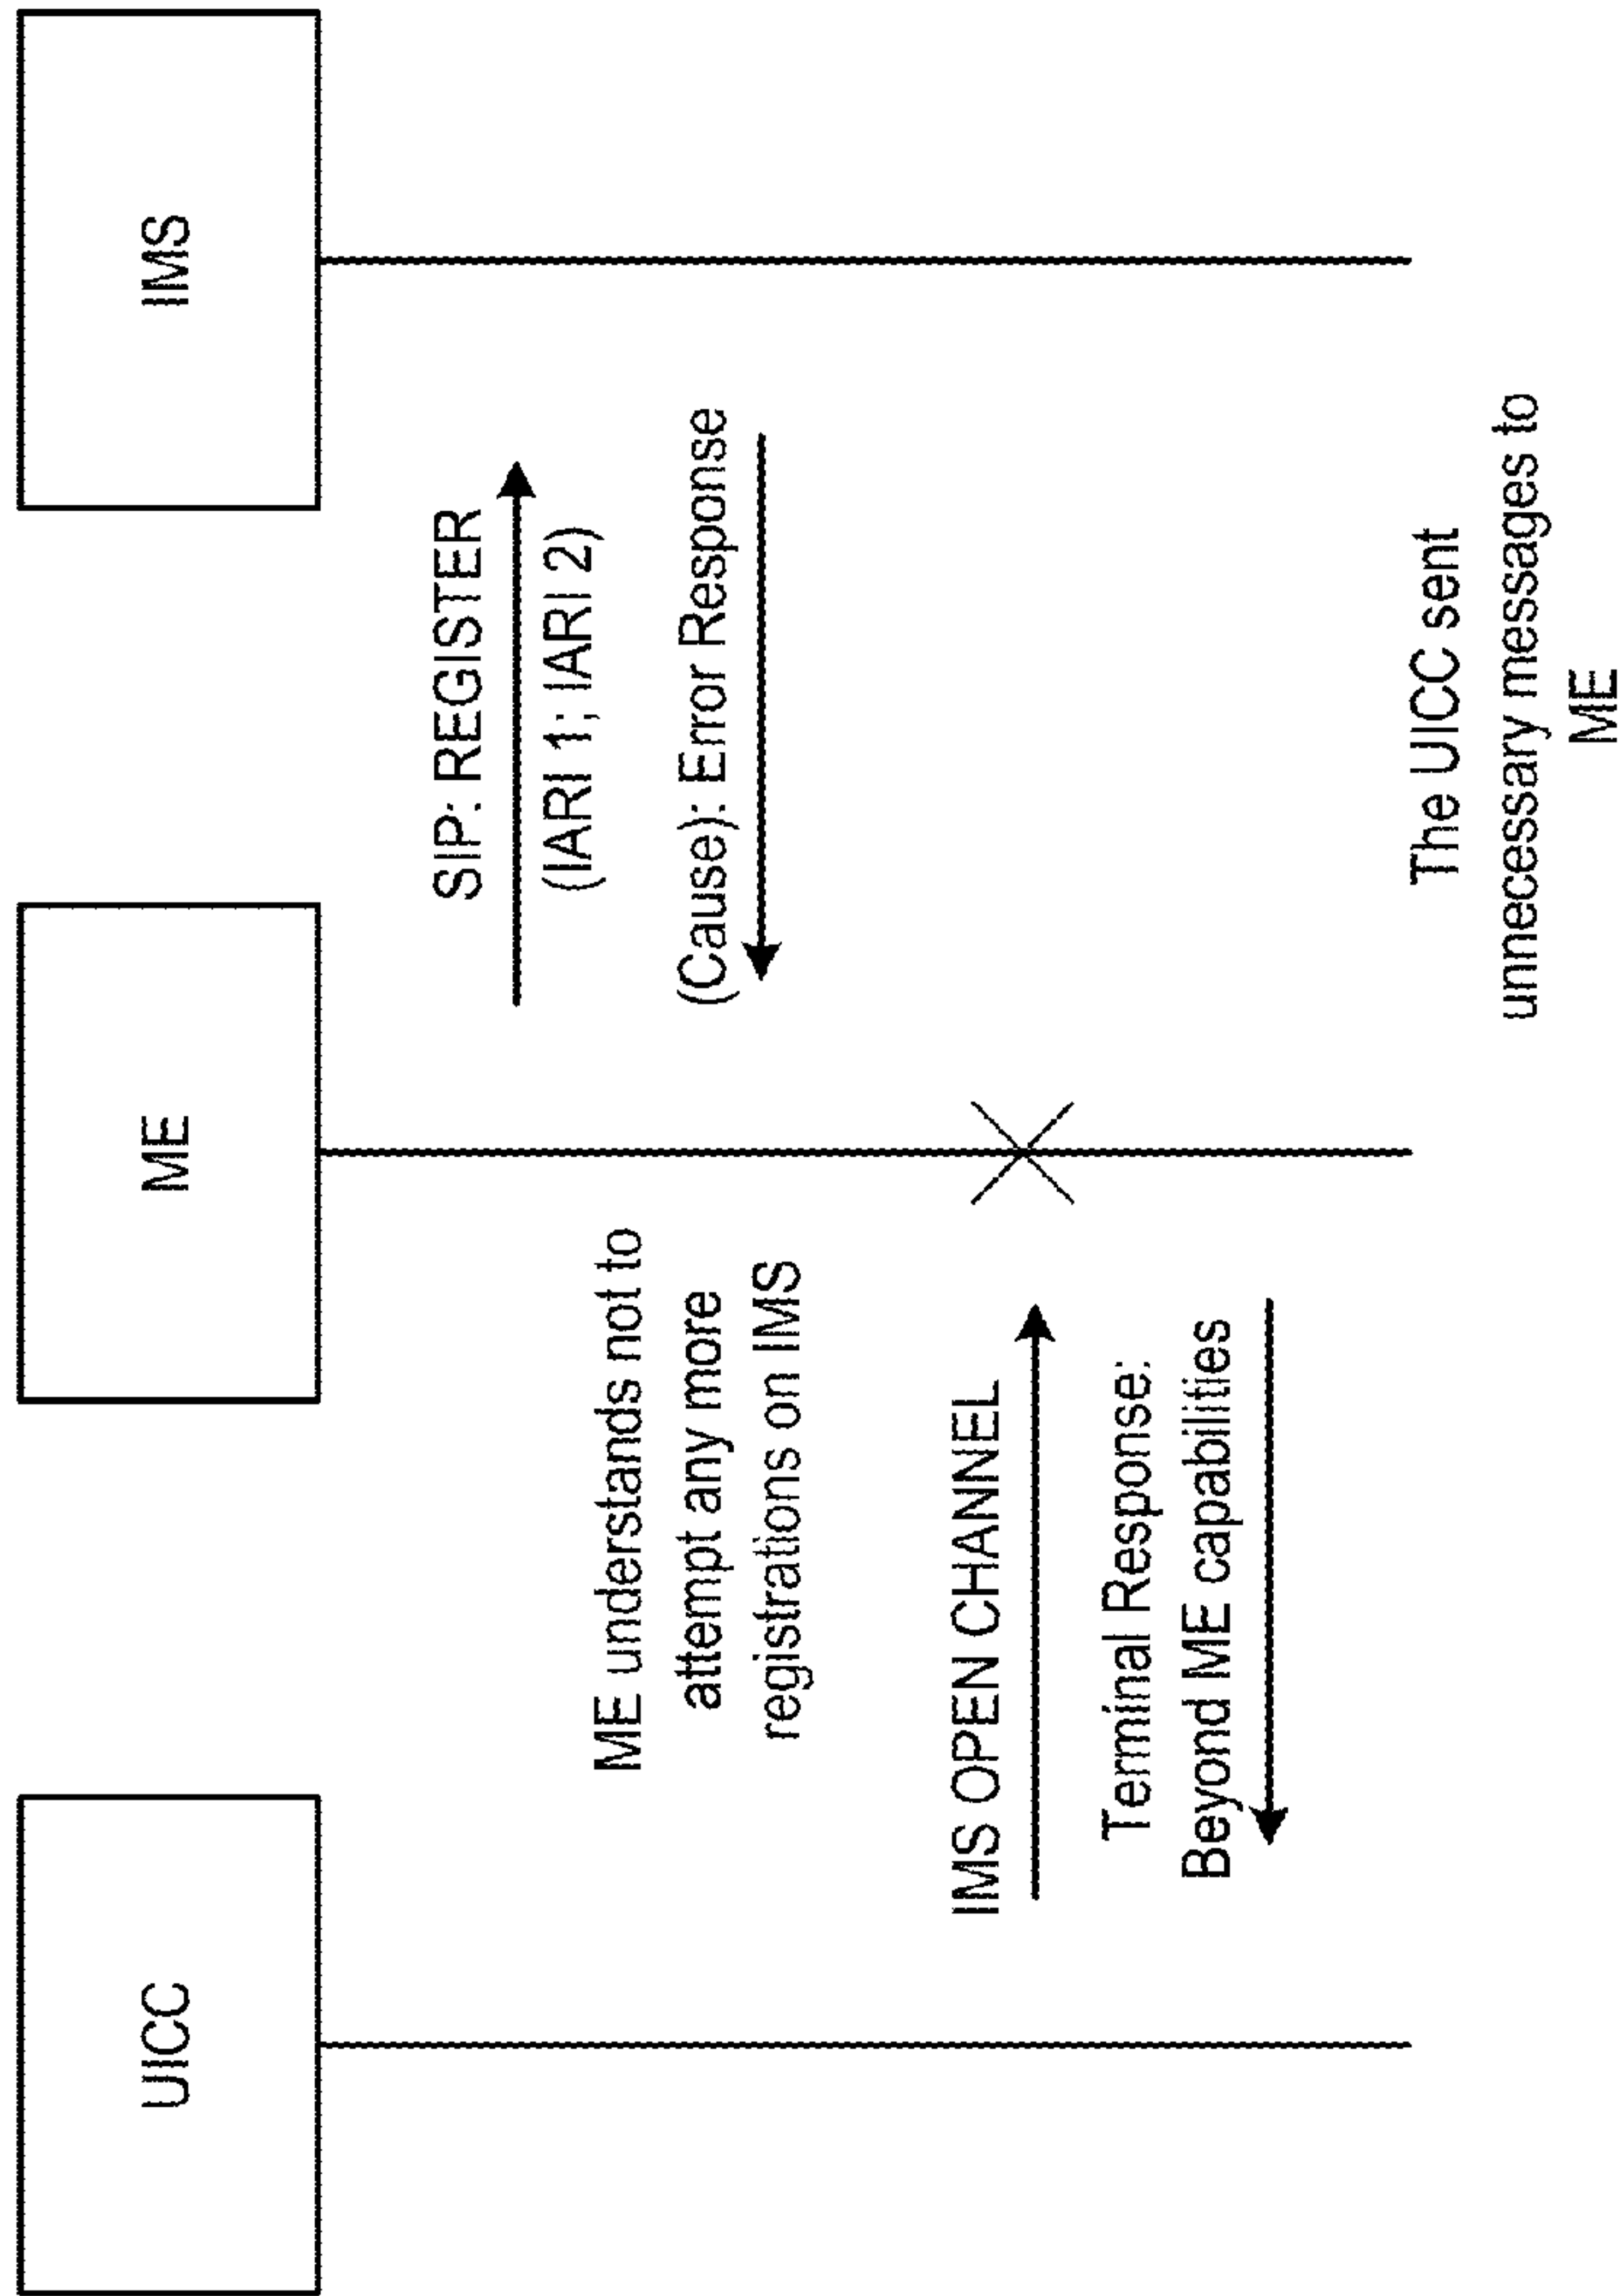 UICC
ME
IMS
SIP: REGISTER
(IARI 1; IARI 2)
ME understands not to
attempt any more
registrations on IMS
(Cause): Error Response
IMS OPEN CHANNEL
Terminal Response:
Beyond ME capabilities
The UICC sent
unnecessary messages to
ME